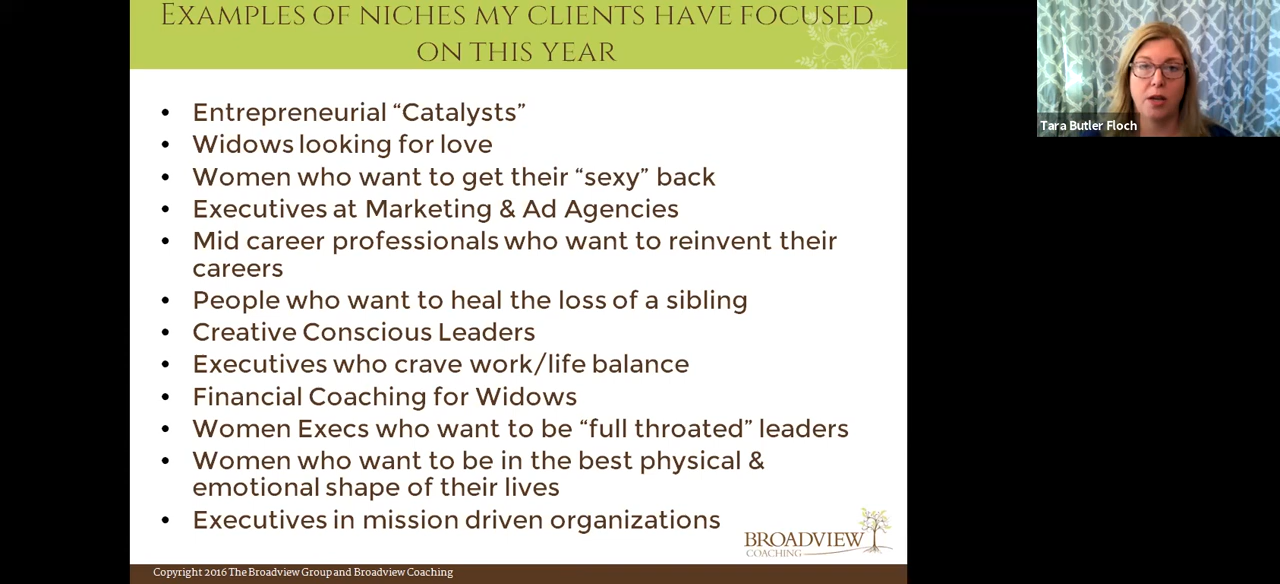 EXAMPLES OF NICHES MY CLIENTS HAVE FOCUSED
ON THIS YEAR
• Entrepreneurial “Catalysts”
• Widows looking for love
• Women who want to get their “sexy” back
• Executives at Marketing & Ad Agencies
• Mid career professionals who want to reinvent their
careers
• People who want to heal the loss of a sibling
• Creative Conscious Leaders
• Executives who crave work/life balance
• Financial Coaching for Widows
• Women Execs who want to be “full throated” leaders
• Women who want to be in the best physical &
emotional shape of their lives
• Executives in mission driven organizations
BROADVIEW
COACHING
Copyright 2016 The Broadview Group and Broadview Coaching
Tara Butler Floch